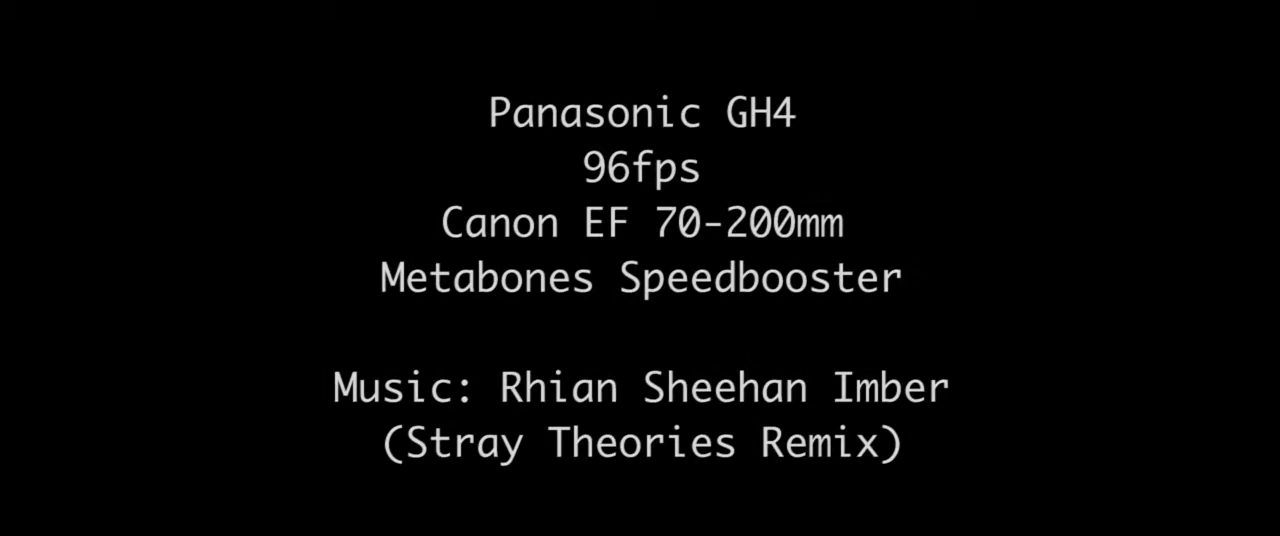 Panasonic GH4
96fps
Canon EF 70-200mm
Metabones Speedbooster
Music: Rhian Sheehan Imber
(Stray Theories Remix)